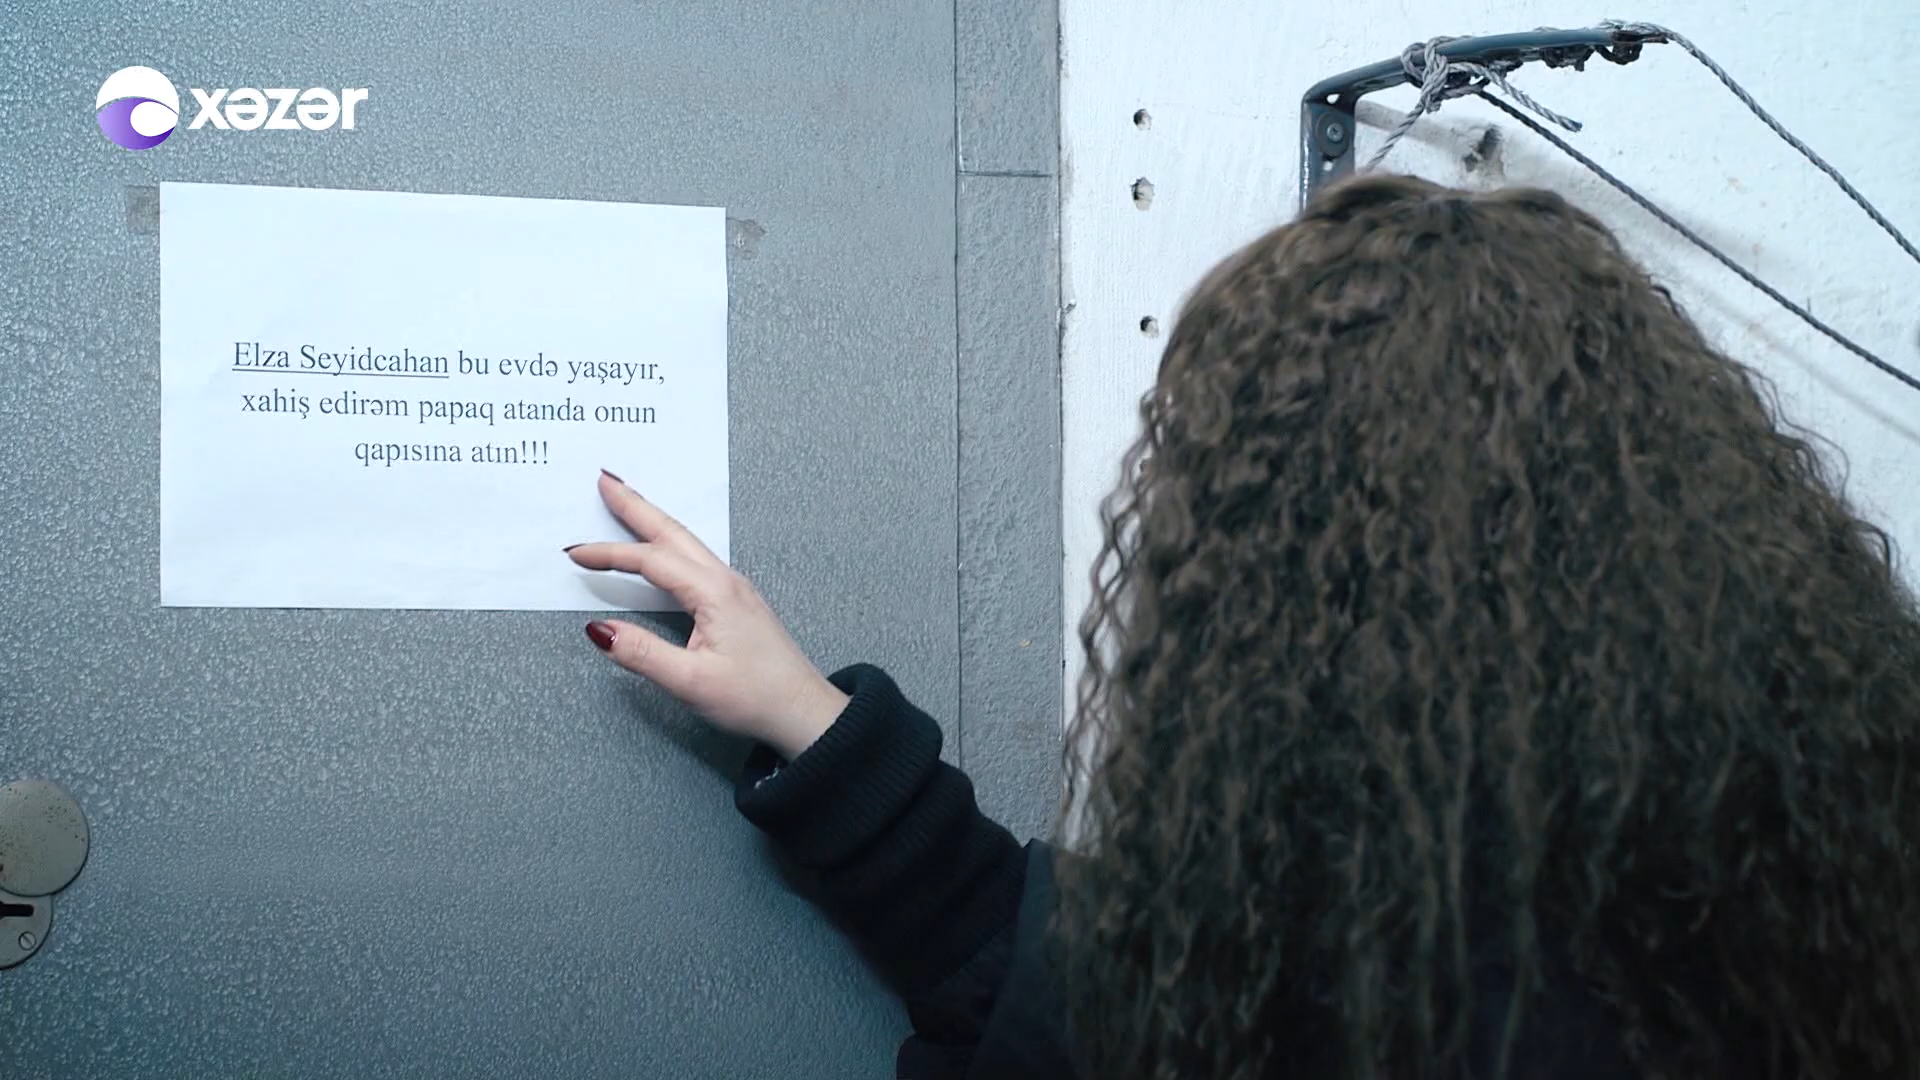 xəzər
Elza Seyidcahan bu evdə yaşayır,
xahiş edirəm papaq atanda onun
qapısına atın!!!